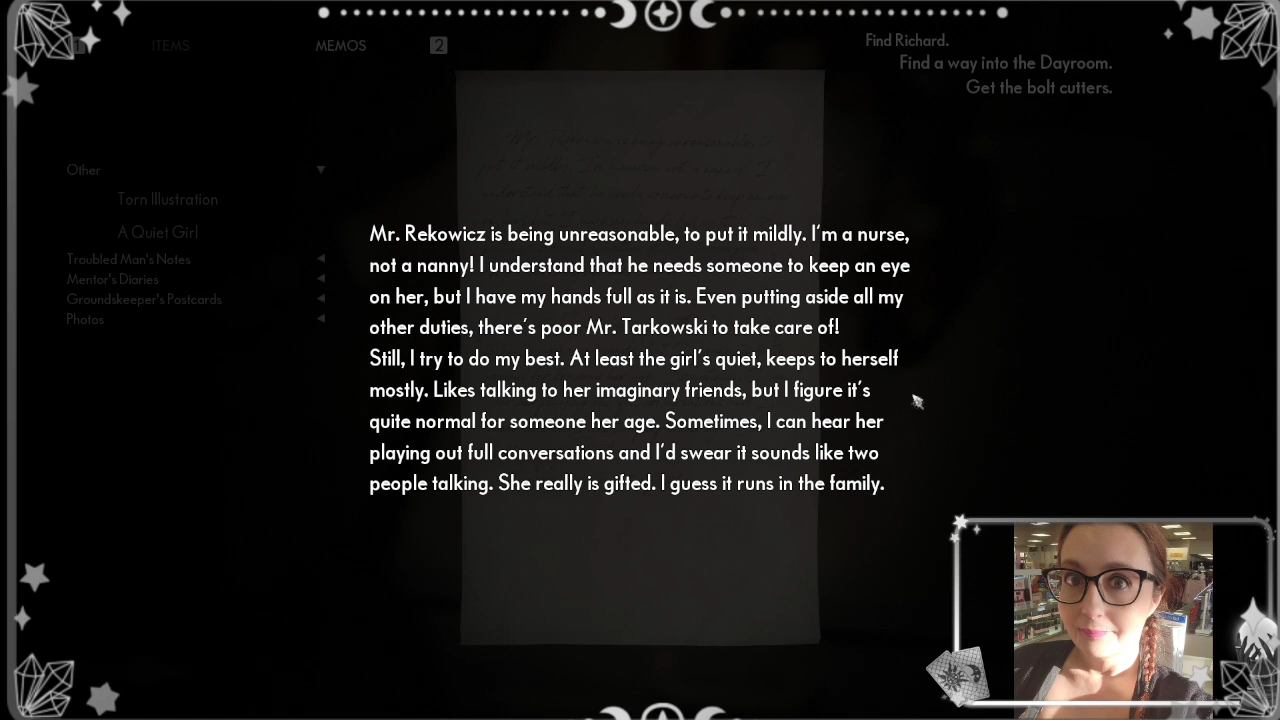 1
ITEMS
MEMOS
2
Find Richard.
Find a way into the Dayroom.
Get the bolt cutters.
Other
Torn Illustration
A Quiet Girl
Troubled Man's Notes
Mentor's Diaries
Groundskeeper's Postcards
Photos
Mr. Rekowicz is being unreasonable, to put it mildly. I'm a nurse,
not a nanny! I understand that he needs someone to keep an eye
on her, but I have my hands full as it is. Even putting aside all my
other duties, there's poor Mr. Tarkowski to take care of!
Still, I try to do my best. At least the girl's quiet, keeps to herself
mostly. Likes talking to her imaginary friends, but I figure it's
quite normal for someone her age. Sometimes, I can hear her
playing out full conversations and I'd swear it sounds like two
people talking. She really is gifted. I guess it runs in the family.